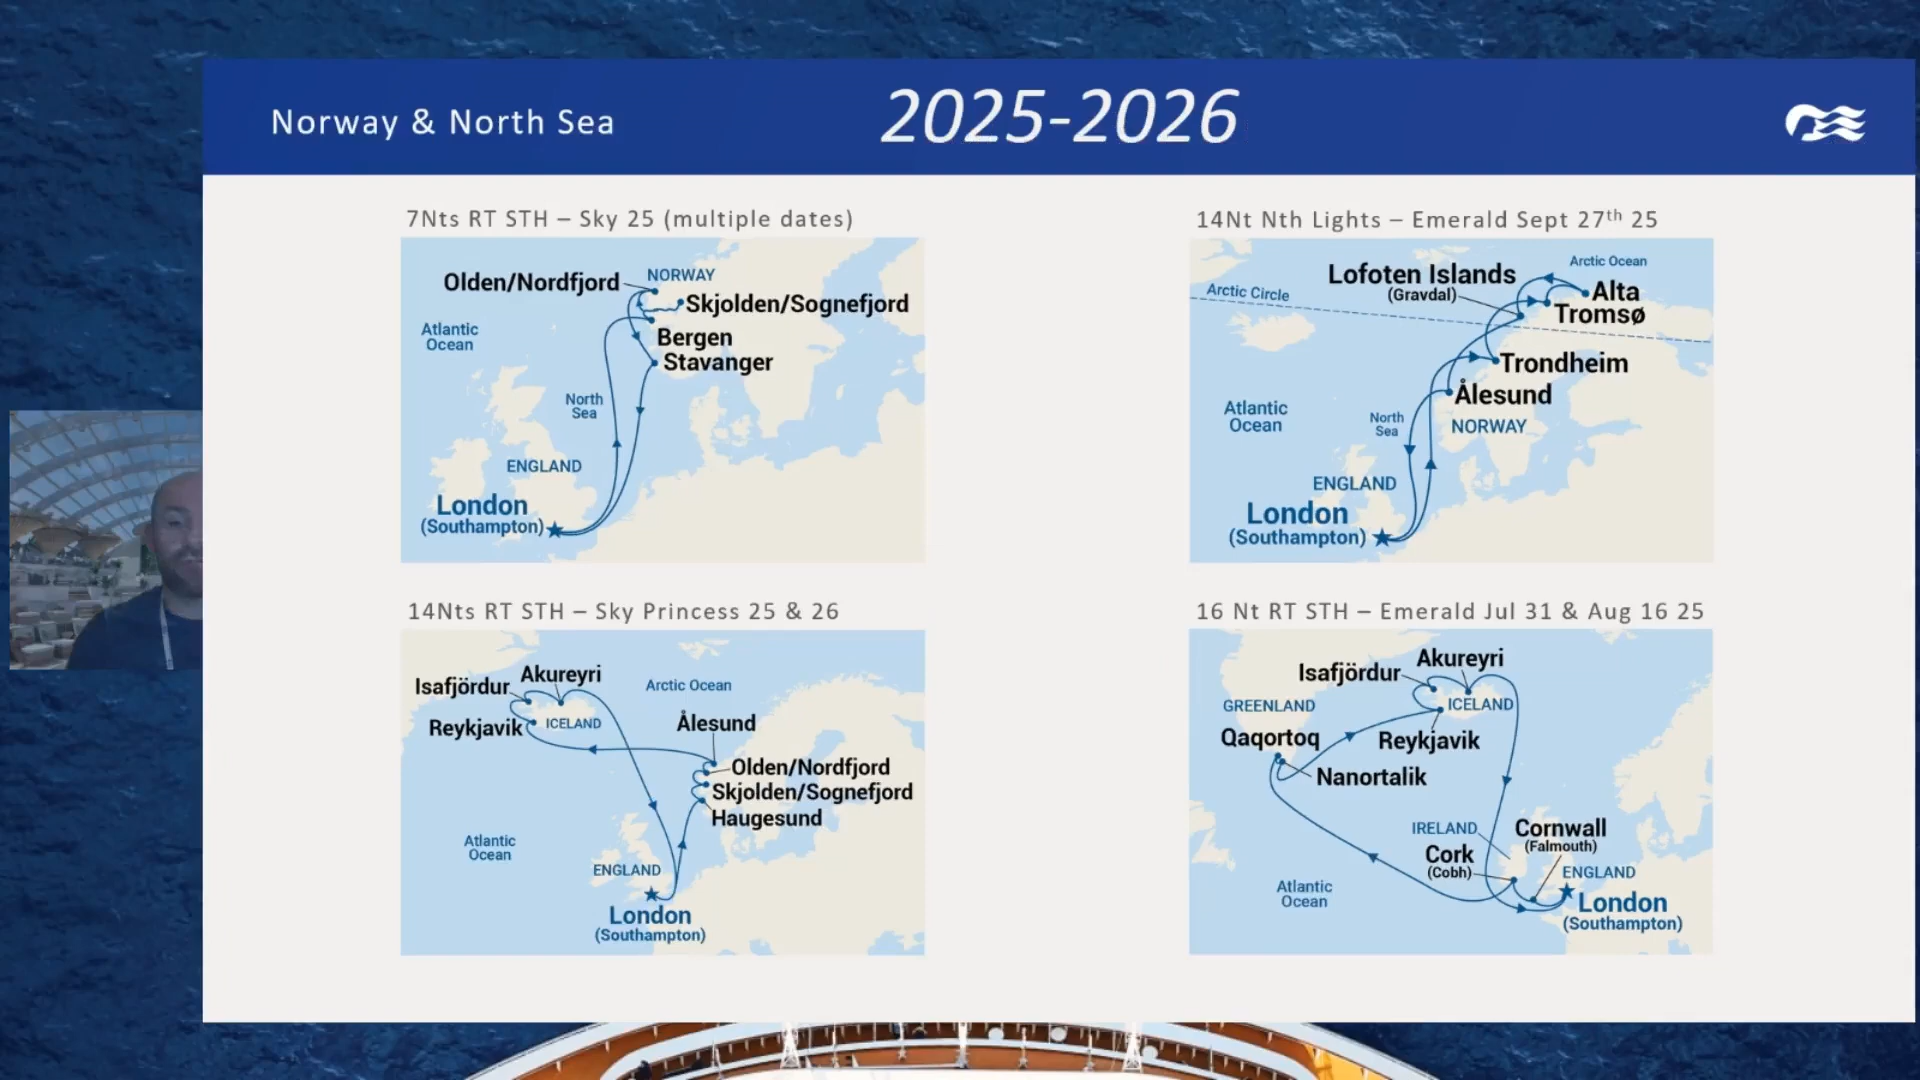 Norway & North Sea
2025-2026
7Nts RT STH – Sky 25 (multiple dates)
Olden/Nordfjord
NORWAY
Skjolden/Sognefjord
Atlantic
Ocean
Bergen
Stavanger
North
Sea
ENGLAND
London
(Southampton)
14Nt Nth Lights – Emerald Sept 27th 25
Arctic Ocean
Lofoten Islands
(Gravdal)
Arctic Circle
Alta
Tromsø
Trondheim
Ålesund
Atlantic
Ocean
North
Sea
NORWAY
ENGLAND
London
(Southampton)
14Nts RT STH – Sky Princess 25 & 26
Akureyri
Isafjördur
Arctic Ocean
Reykjavik
ICELAND
Ålesund
Olden/Nordfjord
Skjolden/Sognefjord
Haugesund
Atlantic
Ocean
ENGLAND
London
(Southampton)
16 Nt RT STH – Emerald Jul 31 & Aug 16 25
Akureyri
Isafjördur
GREENLAND
ICELAND
Qaqortoq
Reykjavik
Nanortalik
IRELAND
Cornwall
(Falmouth)
Cork
(Cobh)
ENGLAND
Atlantic
Ocean
London
(Southampton)